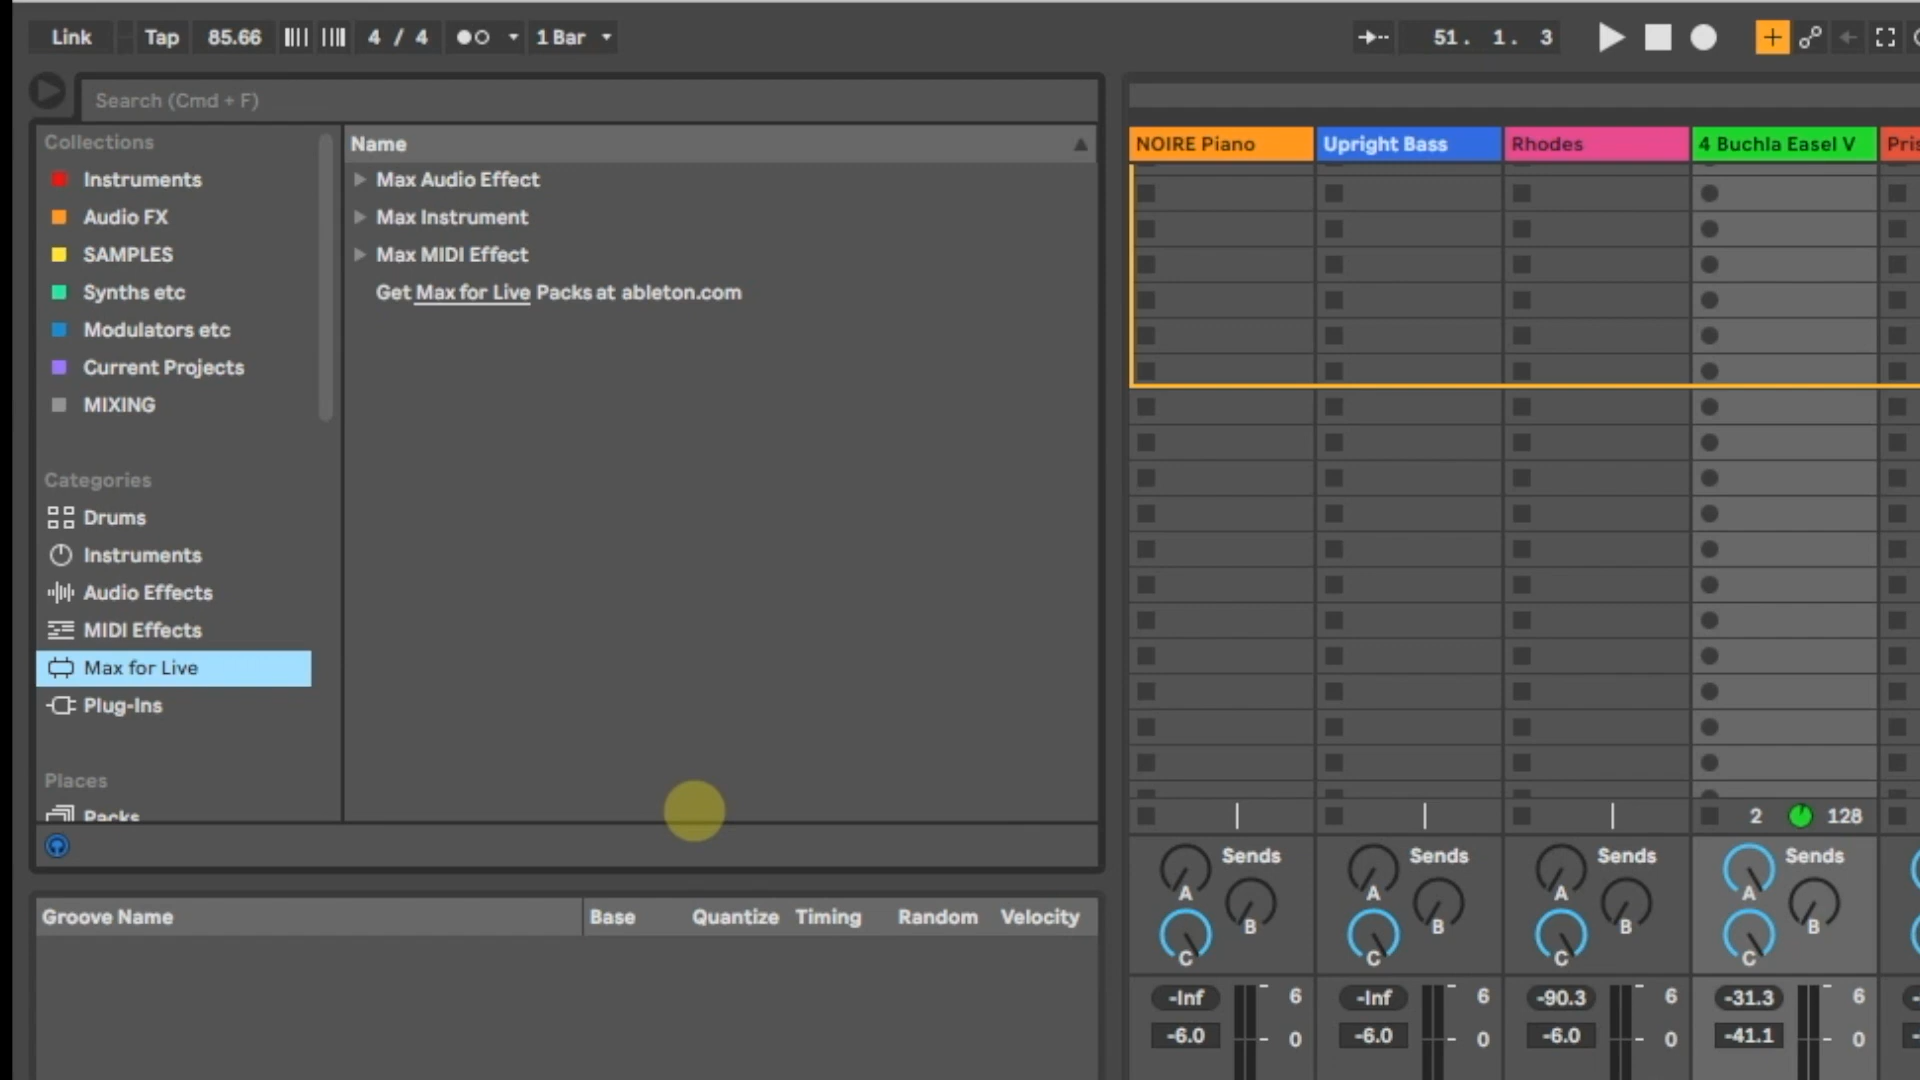 Link Tap 85.66 4 / 4 1 Bar 51. 1. 3
Search (Cmd + F)
Collections
Instruments
Audio FX
SAMPLES
Synths etc
Modulators etc
Current Projects
MIXING
Categories
Drums
Instruments
Audio Effects
MIDI Effects
Max for Live
Plug-Ins
Places
Packs
Name
Max Audio Effect
Max Instrument
Max MIDI Effect
Get Max for Live Packs at ableton.com
Groove Name Base Quantize Timing Random Velocity
NOIRE Piano Upright Bass Rhodes 4 Buchla Easel V Pris
2 128
Sends Sends Sends Sends
A A A A
B B B B
C C C C
-Inf 6 -Inf 6 -90.3 6 -31.3 6
-6.0 0 -6.0 0 -6.0 0 -41.1 0